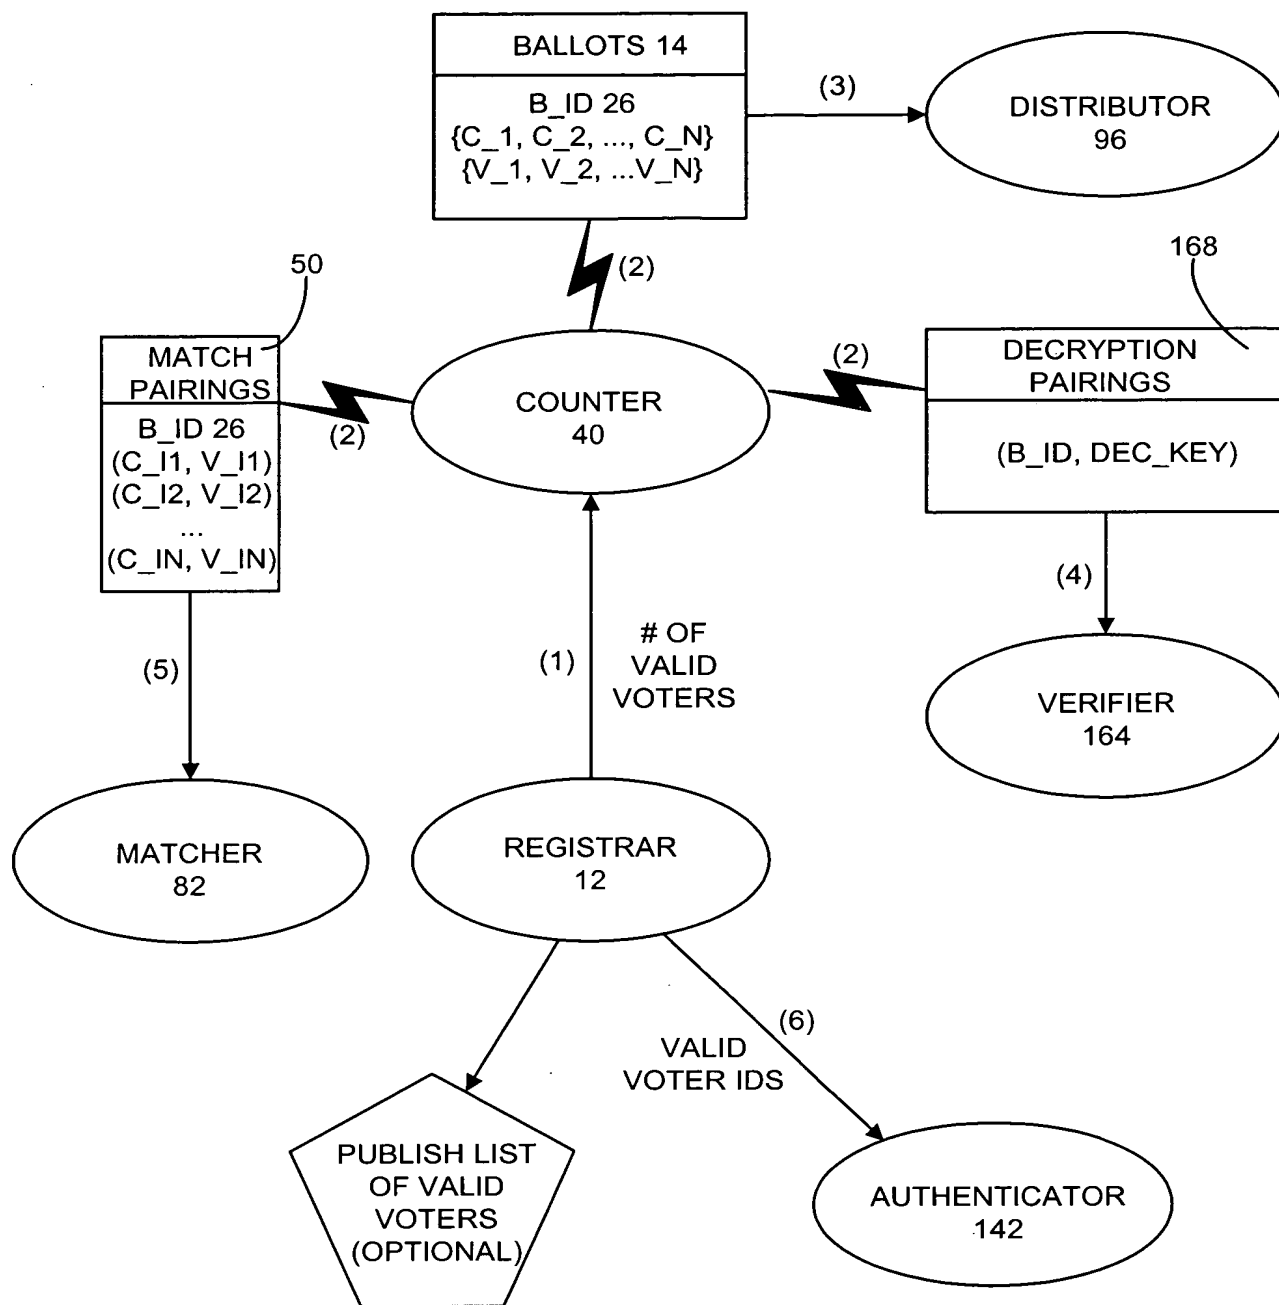 BALLOTS 14
B_ID 26
{C_1, C_2, ..., C_N}
{V_1, V_2, ...V_N}
(3)
DISTRIBUTOR
96
(2)
50
168
MATCH
PAIRINGS
B_ID 26
(C_I1, V_I1)
(C_I2, V_I2)
...
(C_IN, V_IN)
(2)
COUNTER
40
(2)
DECRYPTION
PAIRINGS
(B_ID, DEC_KEY)
(4)
(5)
(1)
# OF
VALID
VOTERS
VERIFIER
164
MATCHER
82
REGISTRAR
12
(6)
VALID
VOTER IDS
PUBLISH LIST
OF VALID
VOTERS
(OPTIONAL)
AUTHENTICATOR
142